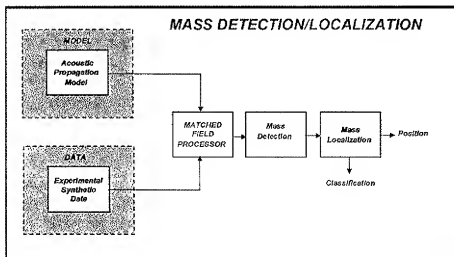 MASS DETECTION/LOCALIZATION
MODEL
Acoustic
Propagation
Model
MATCHED
FIELD
PROCESSOR
Mass
Detection
Mass
Localization
Position
Classification
DATA
Experimental
Synthetic
Date